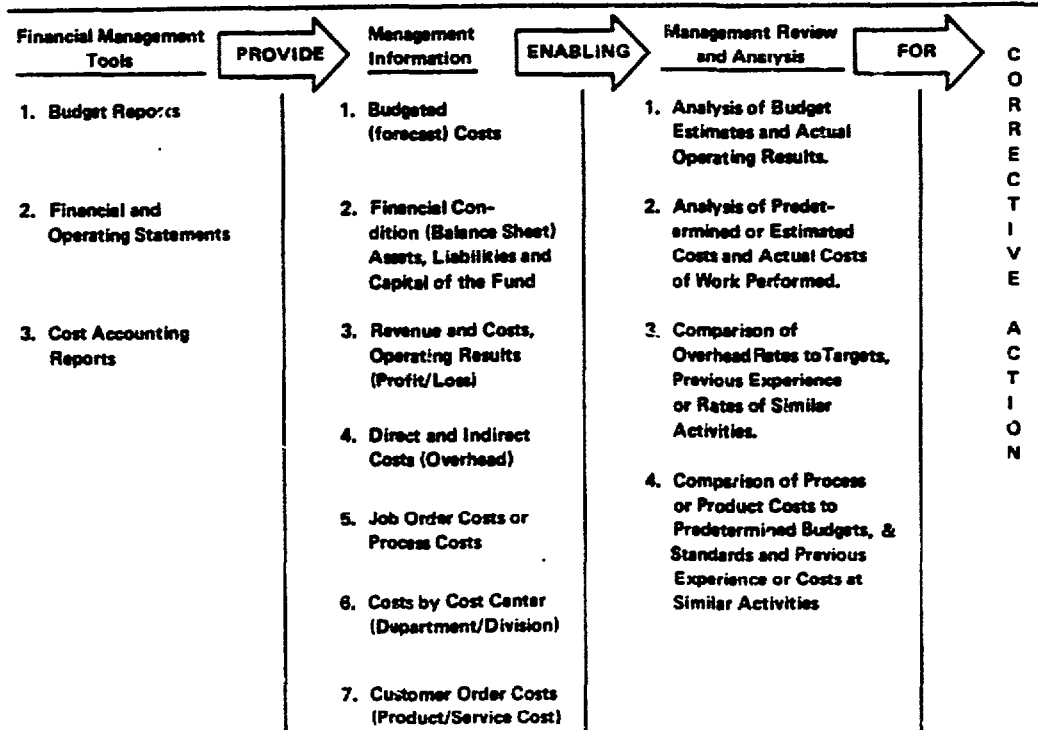 Financial Management
Tools
PROVIDE
Management
Information
ENABLING
Management Review
and Analysis
FOR
1. Budget Reports
2. Financial and
Operating Statements
3. Cost Accounting
Reports
1. Budgeted
(forecast) Costs
2. Financial Con-
dition (Balance Sheet)
Assets, Liabilities and
Capital of the Fund
3. Revenue and Costs,
Operating Results
(Profit/Loss)
4. Direct and Indirect
Costs (Overhead)
5. Job Order Costs or
Process Costs
6. Costs by Cost Center
(Department/Division)
7. Customer Order Costs
(Product/Service Cost)
1. Analysis of Budget
Estimates and Actual
Operating Results.
2. Analysis of Predet-
ermined or Estimated
Costs and Actual Costs
of Work Performed.
3. Comparison of
Overhead Rates to Targets,
Previous Experience
or Rates of Similar
Activities.
4. Comparison of Process
or Product Costs to
Predetermined Budgets, &
Standards and Previous
Experience or Costs at
Similar Activities
CORRECTIVE ACTION